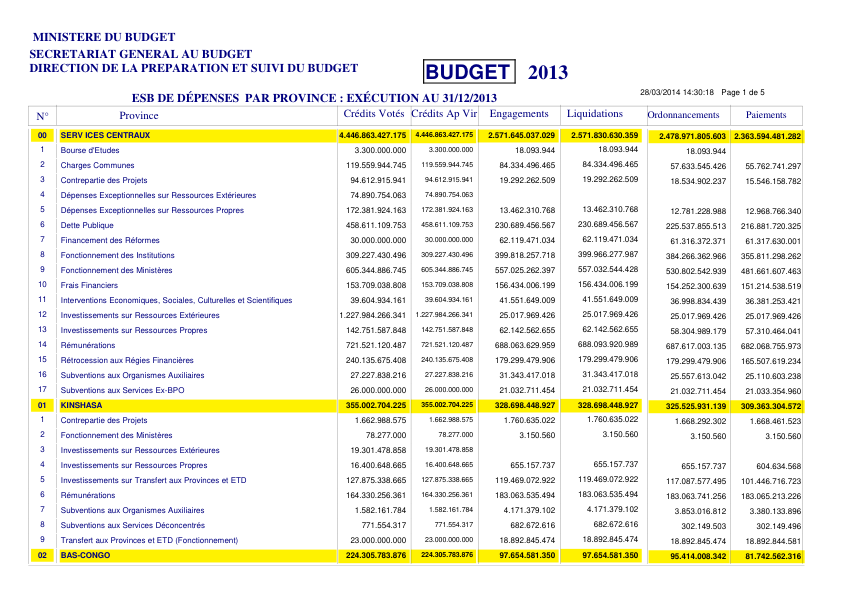 MINISTERE DU BUDGET
SECRETARIAT GENERAL AU BUDGET
DIRECTION DE LA PREPARATION ET SUIVI DU BUDGET
BUDGET 2013
28/03/2014 14:30:18 Page 1 de 5
ESB DE DÉPENSES PAR PROVINCE : EXÉCUTION AU 31/12/2013
N° Province Crédits Votés Crédits Ap Vir Engagements Liquidations Ordonnancements Paiements
00 SERVICES CENTRAUX 4.446.863.427.175 4.446.863.427.175 2.571.645.037.029 2.571.830.630.359 2.478.971.805.603 2.363.594.481.282
1 Bourse d'Etudes 3.300.000.000 3.300.000.000 18.093.944 18.093.944 18.093.944
2 Charges Communes 119.559.944.745 119.559.944.745 84.334.496.465 84.334.496.465 57.633.545.426 55.762.741.297
3 Contrepartie des Projets 94.612.915.941 94.612.915.941 19.292.262.509 19.292.262.509 18.534.902.237 15.546.158.782
4 Dépenses Exceptionnelles sur Ressources Extérieures 74.890.754.063 74.890.754.063
5 Dépenses Exceptionnelles sur Ressources Propres 172.381.924.163 172.381.924.163 13.462.310.768 13.462.310.768 12.781.228.988 12.968.766.340
6 Dette Publique 458.611.109.753 458.611.109.753 230.689.456.567 230.689.456.567 225.537.855.513 216.881.720.325
7 Financement des Réformes 30.000.000.000 30.000.000.000 62.119.471.034 62.119.471.034 61.316.372.371 61.317.630.001
8 Fonctionnement des Institutions 309.227.430.496 309.227.430.496 399.818.257.718 399.966.277.987 384.266.362.966 355.811.298.262
9 Fonctionnement des Ministères 605.344.886.745 605.344.886.745 557.025.262.397 557.032.544.428 530.802.542.939 481.661.607.463
10 Frais Financiers 153.709.038.808 153.709.038.808 156.434.006.199 156.434.006.199 154.252.300.639 151.214.538.519
11 Interventions Economiques, Sociales, Culturelles et Scientifiques 39.604.934.161 39.604.934.161 41.551.649.009 41.551.649.009 36.998.834.439 36.381.253.421
12 Investissements sur Ressources Extérieures 1.227.984.266.341 1.227.984.266.341 25.017.969.426 25.017.969.426 25.017.969.426 25.017.969.426
13 Investissements sur Ressources Propres 142.751.587.848 142.751.587.848 62.142.562.655 62.142.562.655 58.304.989.179 57.310.464.041
14 Rémunérations 721.521.120.487 721.521.120.487 688.063.629.959 688.093.920.989 687.617.003.135 682.068.755.973
15 Rétrocession aux Régies Financières 240.135.675.408 240.135.675.408 179.299.479.906 179.299.479.906 179.299.479.906 165.507.619.234
16 Subventions aux Organismes Auxiliaires 27.227.838.216 27.227.838.216 31.343.417.018 31.343.417.018 25.557.613.042 25.110.603.238
17 Subventions aux Services Ex-BPO 26.000.000.000 26.000.000.000 21.032.711.454 21.032.711.454 21.032.711.454 21.033.354.960
01 KINSHASA 355.002.704.225 355.002.704.225 328.698.448.927 328.698.448.927 325.525.931.139 309.363.304.572
1 Contrepartie des Projets 1.662.988.575 1.662.988.575 1.760.635.022 1.760.635.022 1.668.292.302 1.668.461.523
2 Fonctionnement des Ministères 78.277.000 78.277.000 3.150.560 3.150.560 3.150.560 3.150.560
3 Investissements sur Ressources Extérieures 19.301.478.858 19.301.478.858
4 Investissements sur Ressources Propres 16.400.648.665 16.400.648.665 655.157.737 655.157.737 655.157.737 604.634.568
5 Investissements sur Transfert aux Provinces et ETD 127.875.338.665 127.875.338.665 119.469.072.922 119.469.072.922 117.087.577.495 101.446.716.723
6 Rémunérations 164.330.256.361 164.330.256.361 183.063.535.494 183.063.535.494 183.063.741.256 183.065.213.226
7 Subventions aux Organismes Auxiliaires 1.582.161.784 1.582.161.784 4.171.379.102 4.171.379.102 3.853.016.812 3.380.133.896
8 Subventions aux Services Déconcentrés 771.554.317 771.554.317 682.672.616 682.672.616 302.149.503 302.149.496
9 Transfert aux Provinces et ETD (Fonctionnement) 23.000.000.000 23.000.000.000 18.892.845.474 18.892.845.474 18.892.845.474 18.892.844.581
02 BAS-CONGO 224.305.783.876 224.305.783.876 97.654.581.350 97.654.581.350 95.414.008.342 81.742.562.316